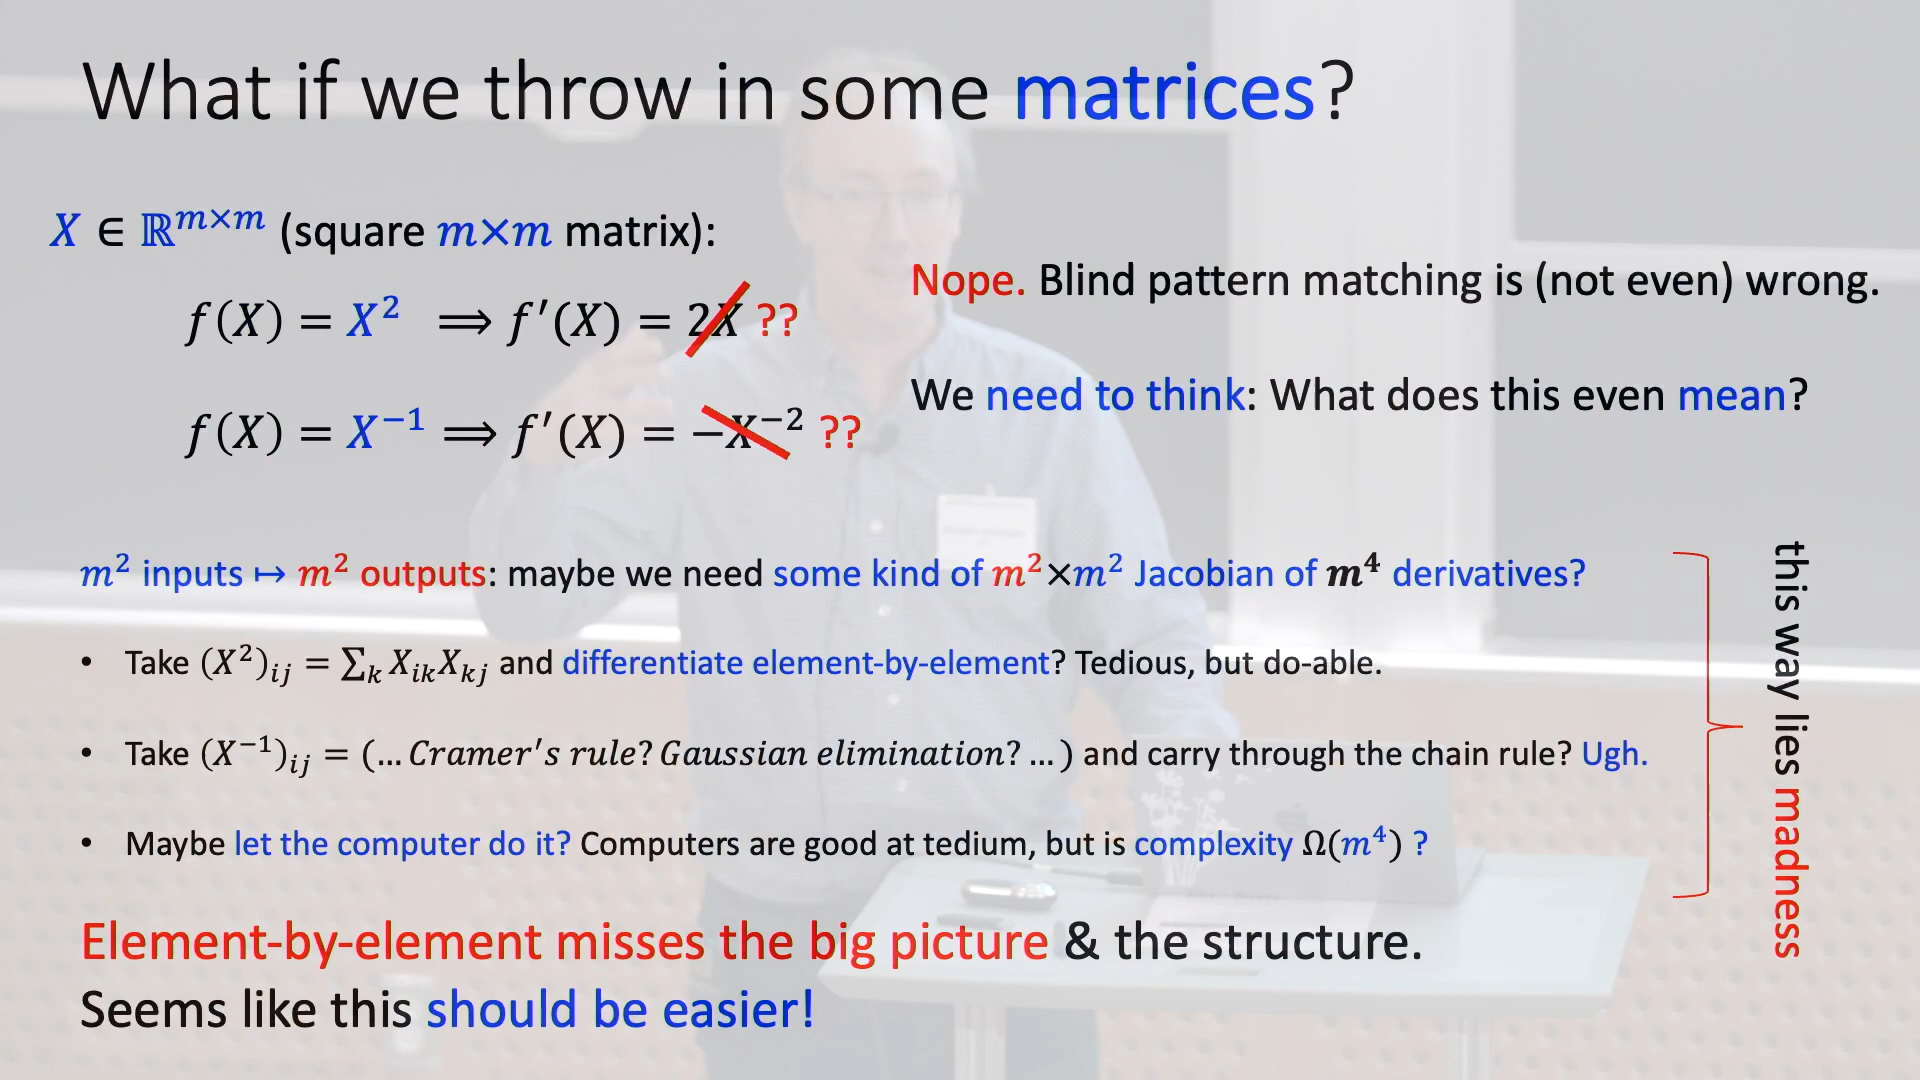 What if we throw in some matrices?
X ∈ ℝ^{m×m} (square m×m matrix):
f(X) = X² ⟹ f′(X) = 2X ??
f(X) = X⁻¹ ⟹ f′(X) = −X⁻² ??
Nope. Blind pattern matching is (not even) wrong.
We need to think: What does this even mean?
m² inputs ↦ m² outputs: maybe we need some kind of m²×m² Jacobian of m⁴ derivatives?
• Take (X²)ᵢⱼ = ∑ₖ XᵢₖXₖⱼ and differentiate element-by-element? Tedious, but do-able.
• Take (X⁻¹)ᵢⱼ = (… Cramer's rule? Gaussian elimination? …) and carry through the chain rule? Ugh.
• Maybe let the computer do it? Computers are good at tedium, but is complexity Ω(m⁴) ?
this way lies madness
Element-by-element misses the big picture & the structure.
Seems like this should be easier!